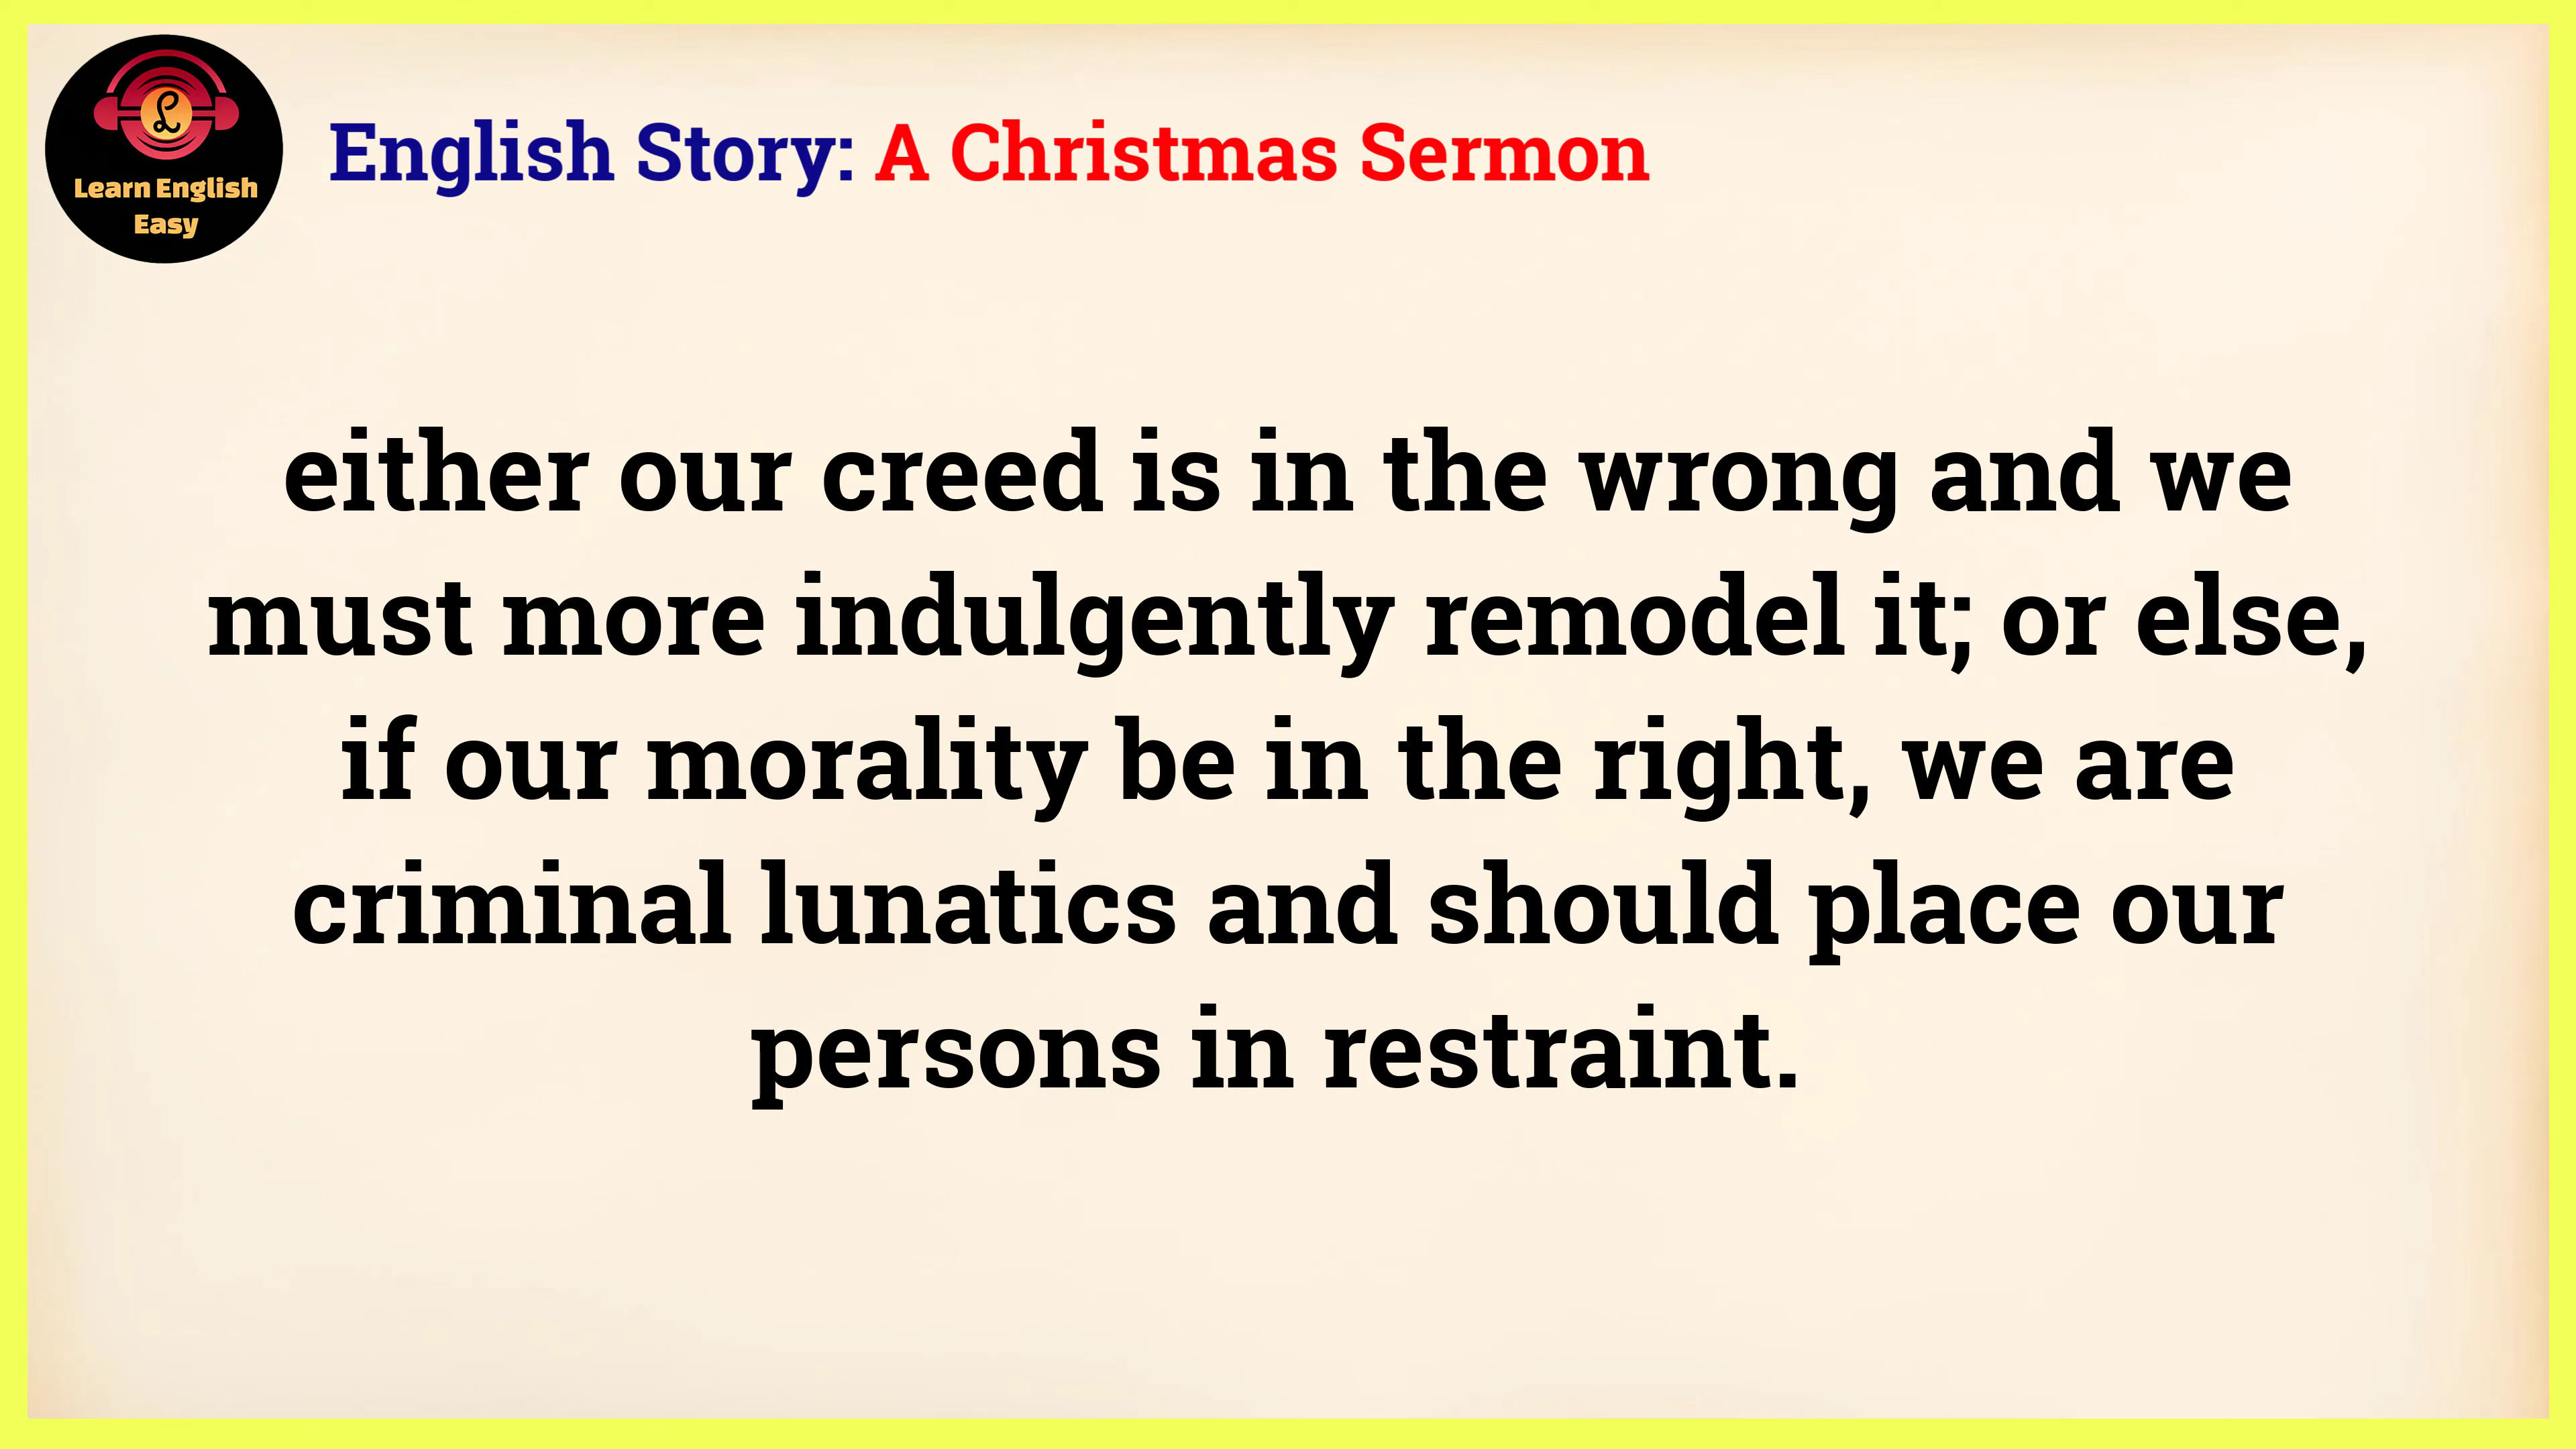 Learn English
Easy
English Story: A Christmas Sermon
either our creed is in the wrong and we
must more indulgently remodel it; or else,
if our morality be in the right, we are
criminal lunatics and should place our
persons in restraint.